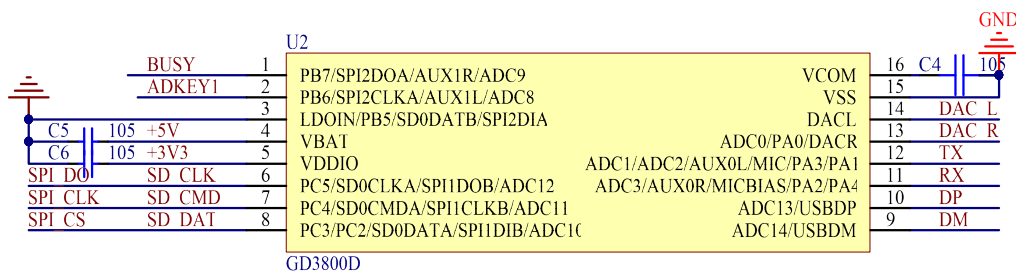 GND
U2
BUSY 1 PB7/SPI2DOA/AUX1R/ADC9 VCOM 16 C4 105
ADKEY1 2 PB6/SPI2CLKA/AUX1L/ADC8 VSS 15
3 LDOIN/PB5/SD0DATB/SPI2DIA DACL 14 DAC_L
C5 105 +5V 4 VBAT ADC0/PA0/DACR 13 DAC_R
C6 105 +3V3 5 VDDIO ADC1/ADC2/AUX0L/MIC/PA3/PA1 12 TX
SPI_DO SD_CLK 6 PC5/SD0CLKA/SPI1DOB/ADC12 ADC3/AUX0R/MICBIAS/PA2/PA4 11 RX
SPI_CLK SD_CMD 7 PC4/SD0CMDA/SPI1CLKB/ADC11 ADC13/USBDP 10 DP
SPI_CS SD_DAT 8 PC3/PC2/SD0DATA/SPI1DIB/ADC10 ADC14/USBDM 9 DM
GD3800D